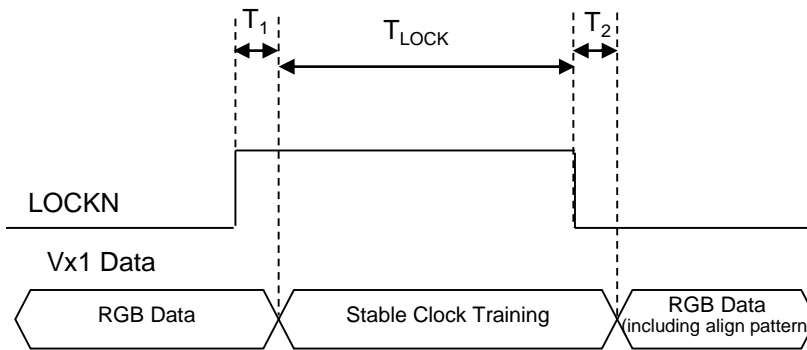 T1
TLOCK
T2
LOCKN
Vx1 Data
RGB Data
Stable Clock Training
RGB Data
(including align pattern